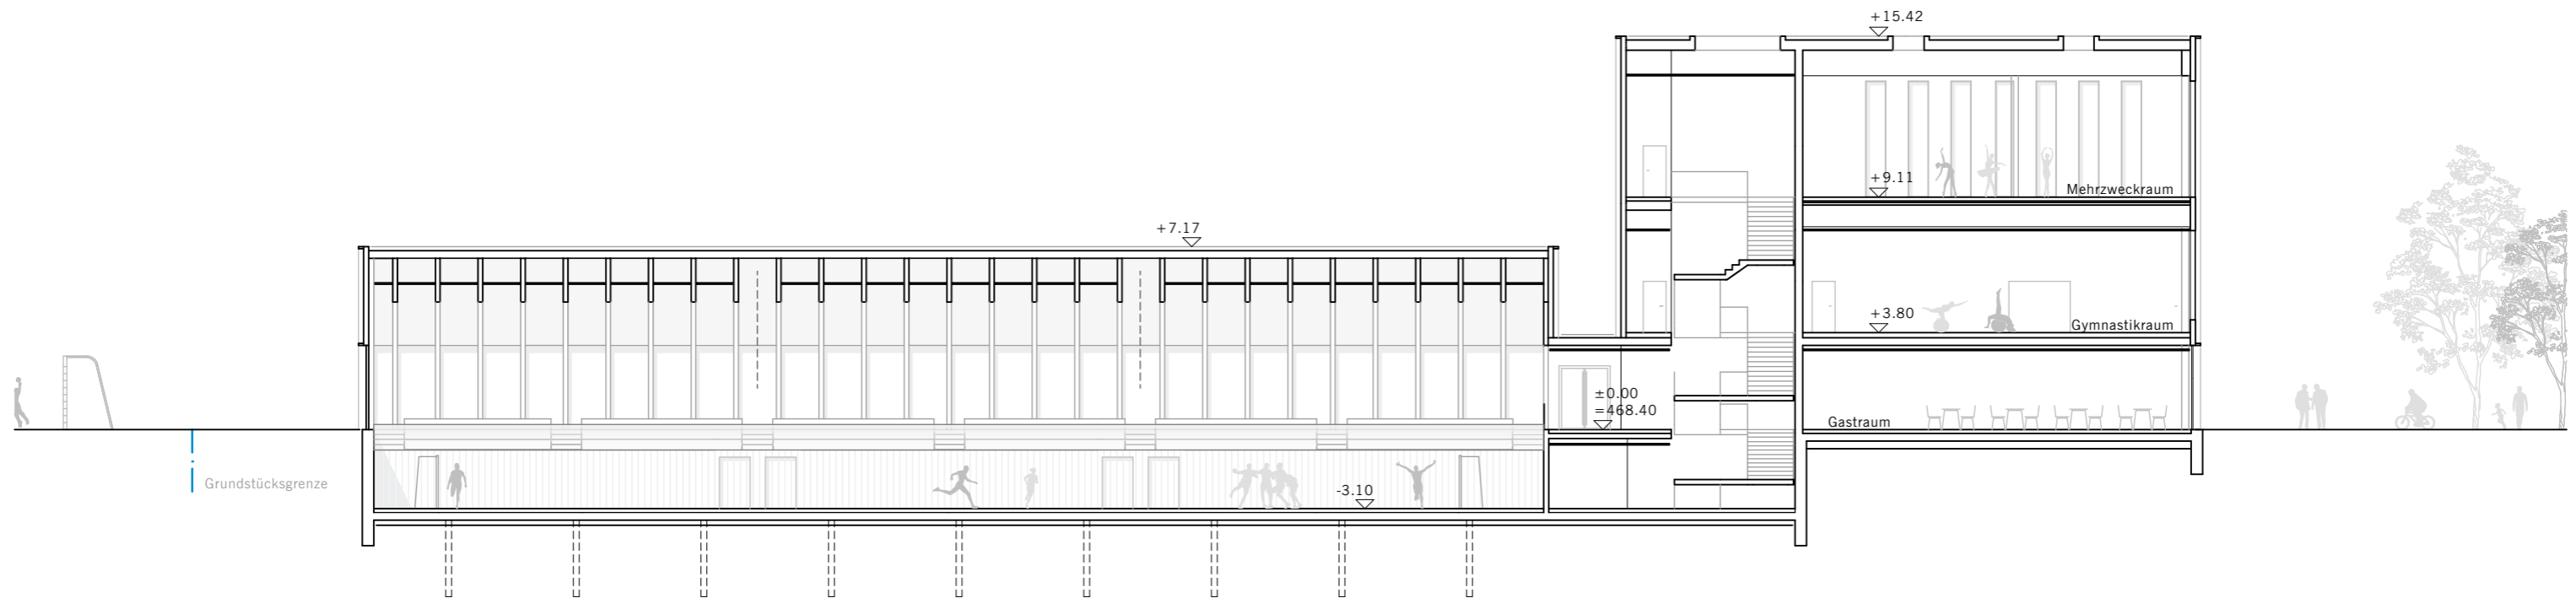 +15.42
+9.11
Mehrzweckraum
+7.17
+3.80
Gymnastikraum
±0.00
=468.40
Gastraum
Grundstücksgrenze
-3.10